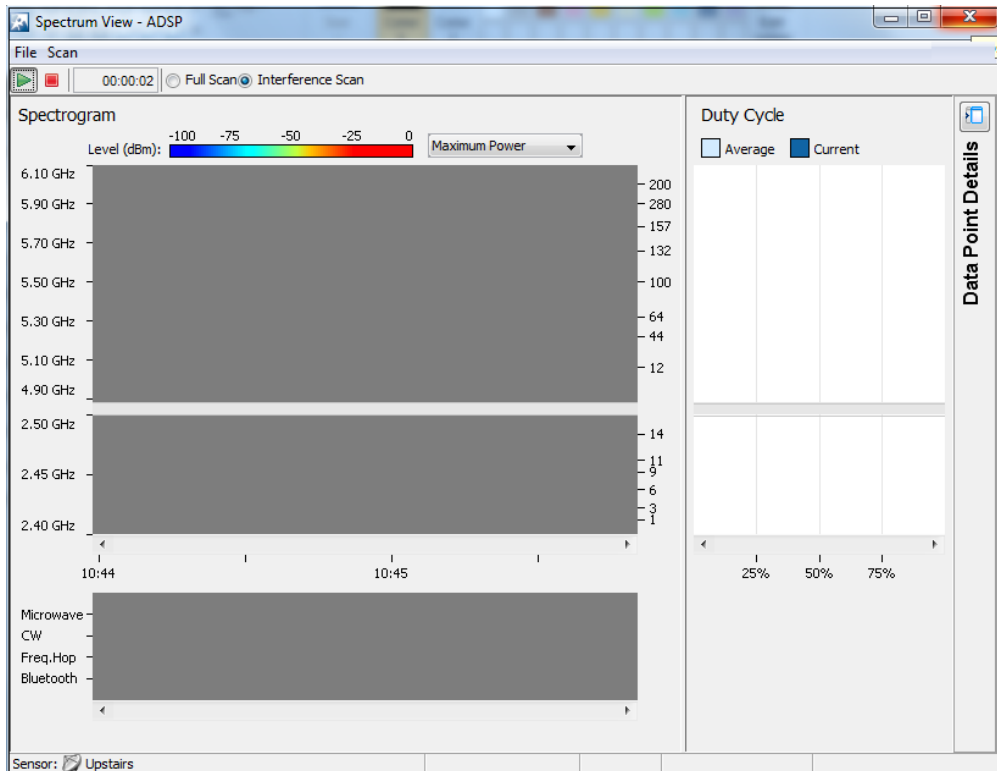 Spectrum View - ADSP
File Scan
00:00:02 Full Scan Interference Scan
Spectrogram
Level (dBm): -100 -75 -50 -25 0 Maximum Power
6.10 GHz
5.90 GHz
5.70 GHz
5.50 GHz
5.30 GHz
5.10 GHz
4.90 GHz
200
280
157
132
100
64
44
12
2.50 GHz
2.45 GHz
2.40 GHz
14
11
9
6
3
1
10:44 10:45
Microwave
CW
Freq.Hop
Bluetooth
Duty Cycle
Average Current
25% 50% 75%
Data Point Details
Sensor: Upstairs